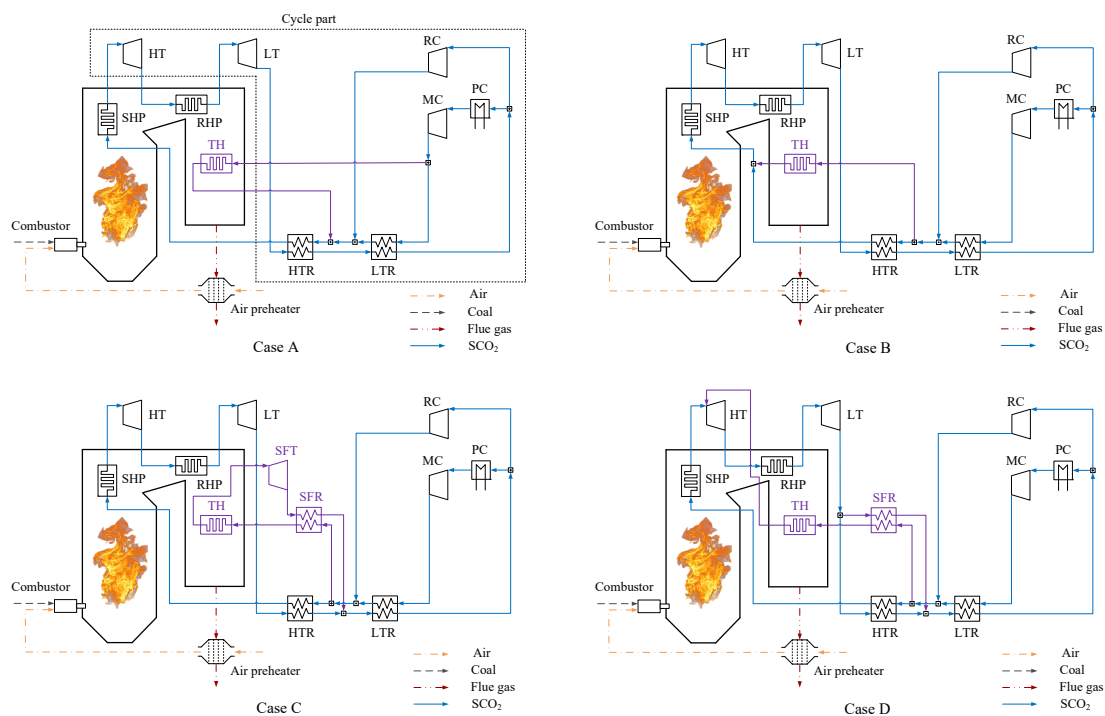 Cycle part
HT
LT
RC
MC
PC
SHP
RHP
TH
Combustor
HTR
LTR
Air preheater
Air
Coal
Flue gas
SCO₂
Case A
HT
LT
RC
MC
PC
SHP
RHP
TH
Combustor
HTR
LTR
Air preheater
Air
Coal
Flue gas
SCO₂
Case B
HT
LT
RC
MC
PC
SFT
SHP
RHP
SFR
TH
Combustor
HTR
LTR
Air preheater
Air
Coal
Flue gas
SCO₂
Case C
HT
LT
RC
MC
PC
SHP
RHP
TH
SFR
Combustor
HTR
LTR
Air preheater
Air
Coal
Flue gas
SCO₂
Case D